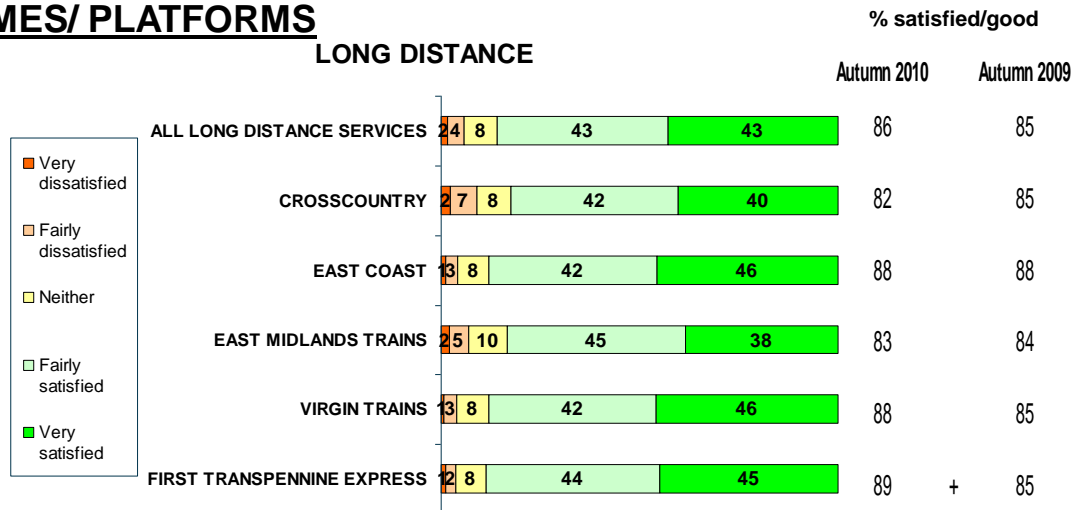 MES/ PLATFORMS
% satisfied/good
LONG DISTANCE
Autumn 2010 Autumn 2009
ALL LONG DISTANCE SERVICES 2 4 8 43 43 86 85
CROSSCOUNTRY 2 7 8 42 40 82 85
EAST COAST 1 3 8 42 46 88 88
EAST MIDLANDS TRAINS 2 5 10 45 38 83 84
VIRGIN TRAINS 1 3 8 42 46 88 85
FIRST TRANSPENNINE EXPRESS 1 2 8 44 45 89 + 85
Very
dissatisfied
Fairly
dissatisfied
Neither
Fairly
satisfied
Very
satisfied